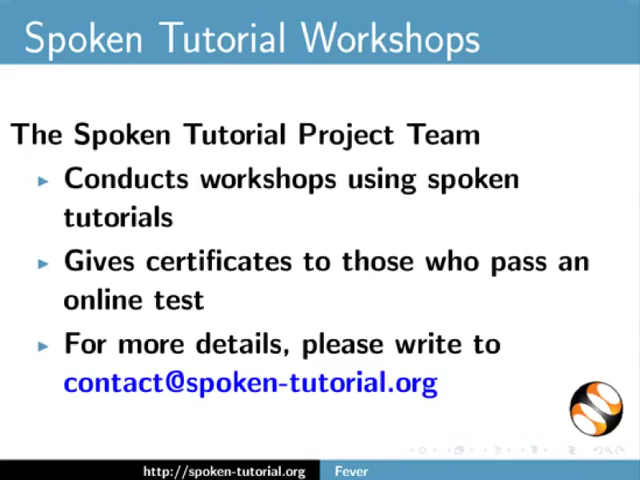 Spoken Tutorial Workshops
The Spoken Tutorial Project Team
Conducts workshops using spoken
tutorials
Gives certificates to those who pass an
online test
For more details, please write to
contact@spoken-tutorial.org
http://spoken-tutorial.org Fever